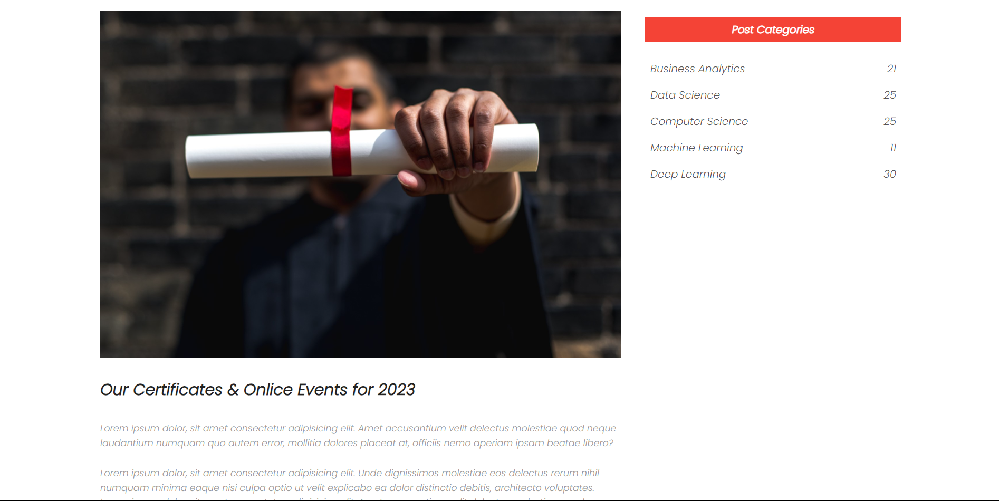 Post Categories
Business Analytics 21
Data Science 25
Computer Science 25
Machine Learning 11
Deep Learning 30
Our Certificates & Onlice Events for 2023
Lorem ipsum dolor, sit amet consectetur adipisicing elit. Amet accusantium velit delectus molestiae quod neque
laudantium numquam quo autem error, mollitia dolores placeat at, officiis nemo aperiam ipsam beatae libero?
Lorem ipsum dolor, sit amet consectetur adipisicing elit. Unde dignissimos molestiae eos delectus rerum nihil
numquam minima eaque nisi culpa optio ut velit explicabo ea dolor distinctio debitis, architecto voluptates.